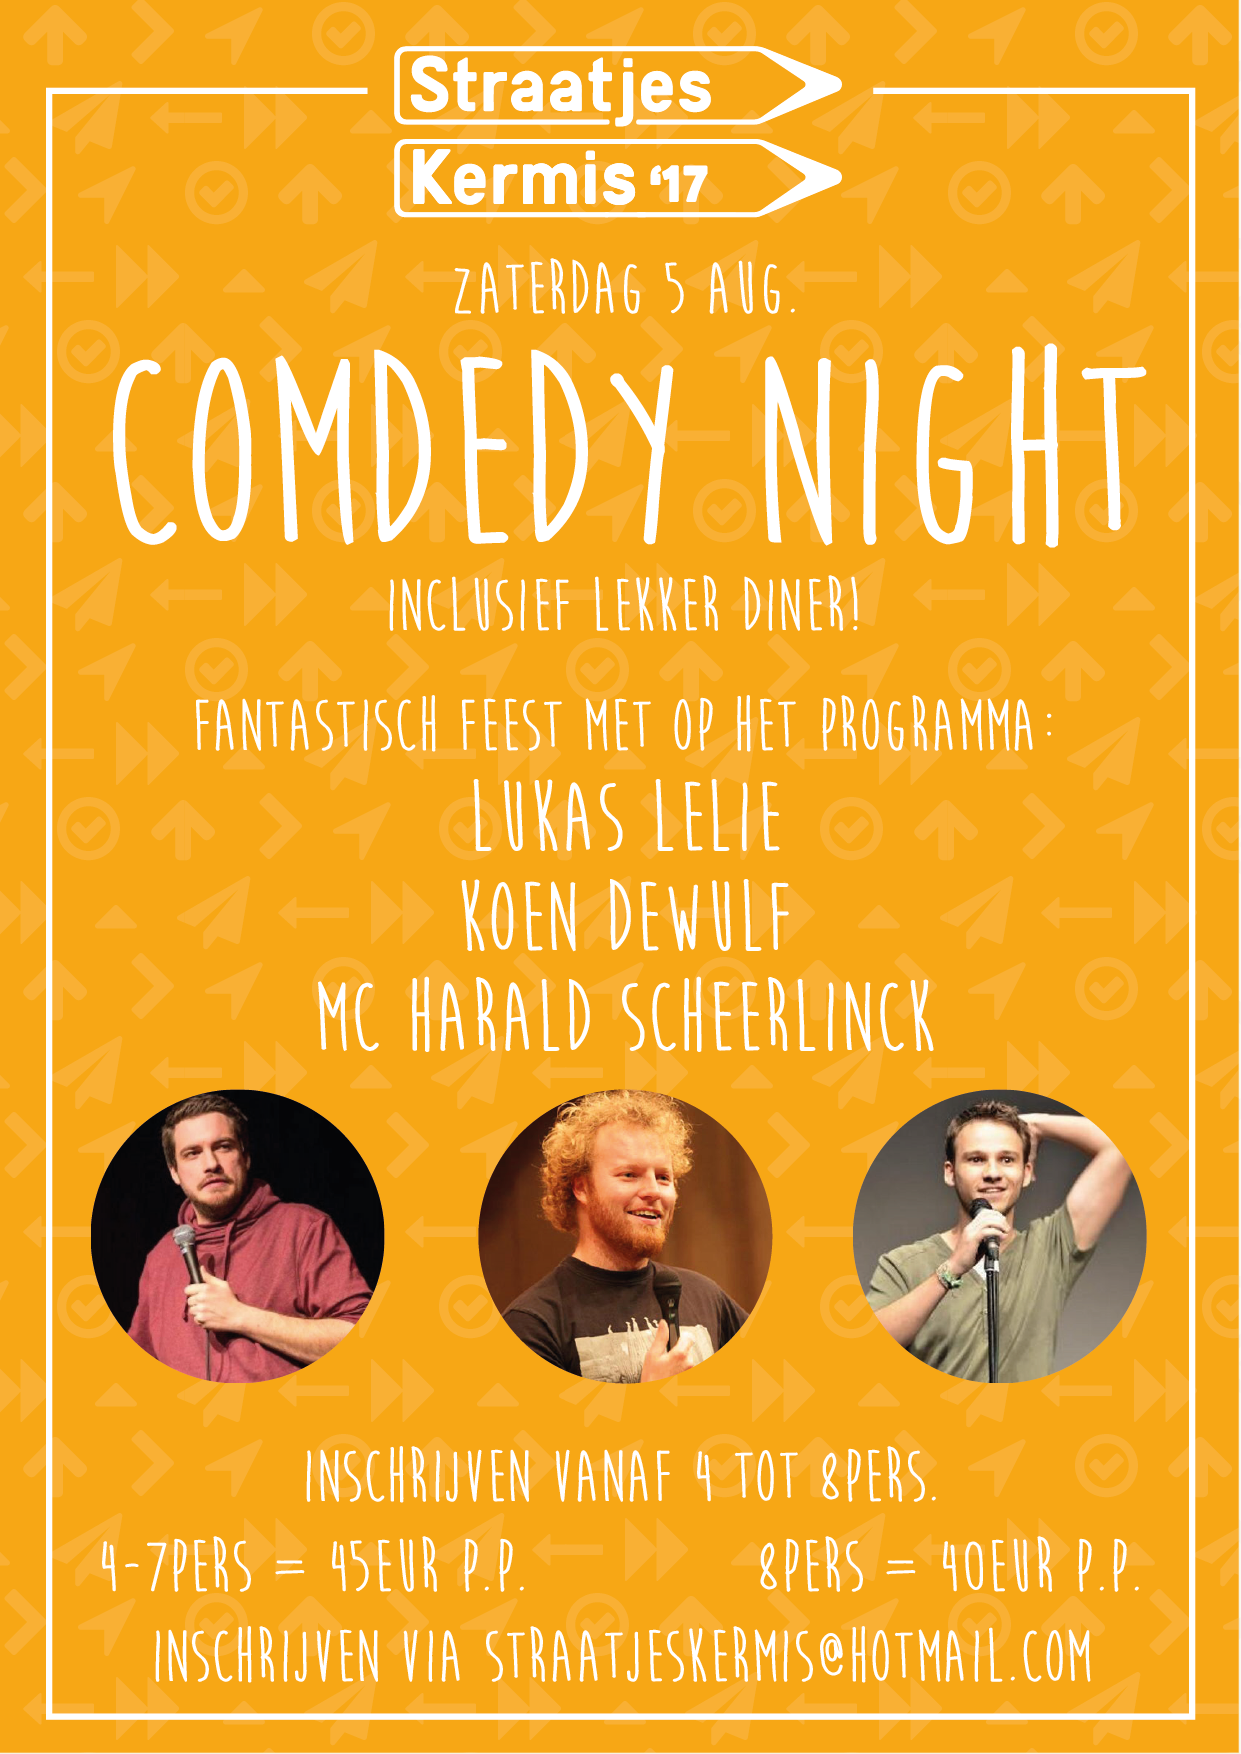 Straatjes
Kermis '17
ZATERDAG 5 AUG.
COMDEDY NIGHT
INCLUSIEF LEKKER DINER!
FANTASTISCH FEEST MET OP HET PROGRAMMA:
LUKAS LELIE
KOEN DEWULF
MC HARALD SCHEERLINCK
INSCHRIJVEN VANAF 4 TOT 8PERS.
4-7PERS = 45EUR P.P. 8PERS = 40EUR P.P.
INSCHRIJVEN VIA STRAATJESKERMIS@HOTMAIL.COM